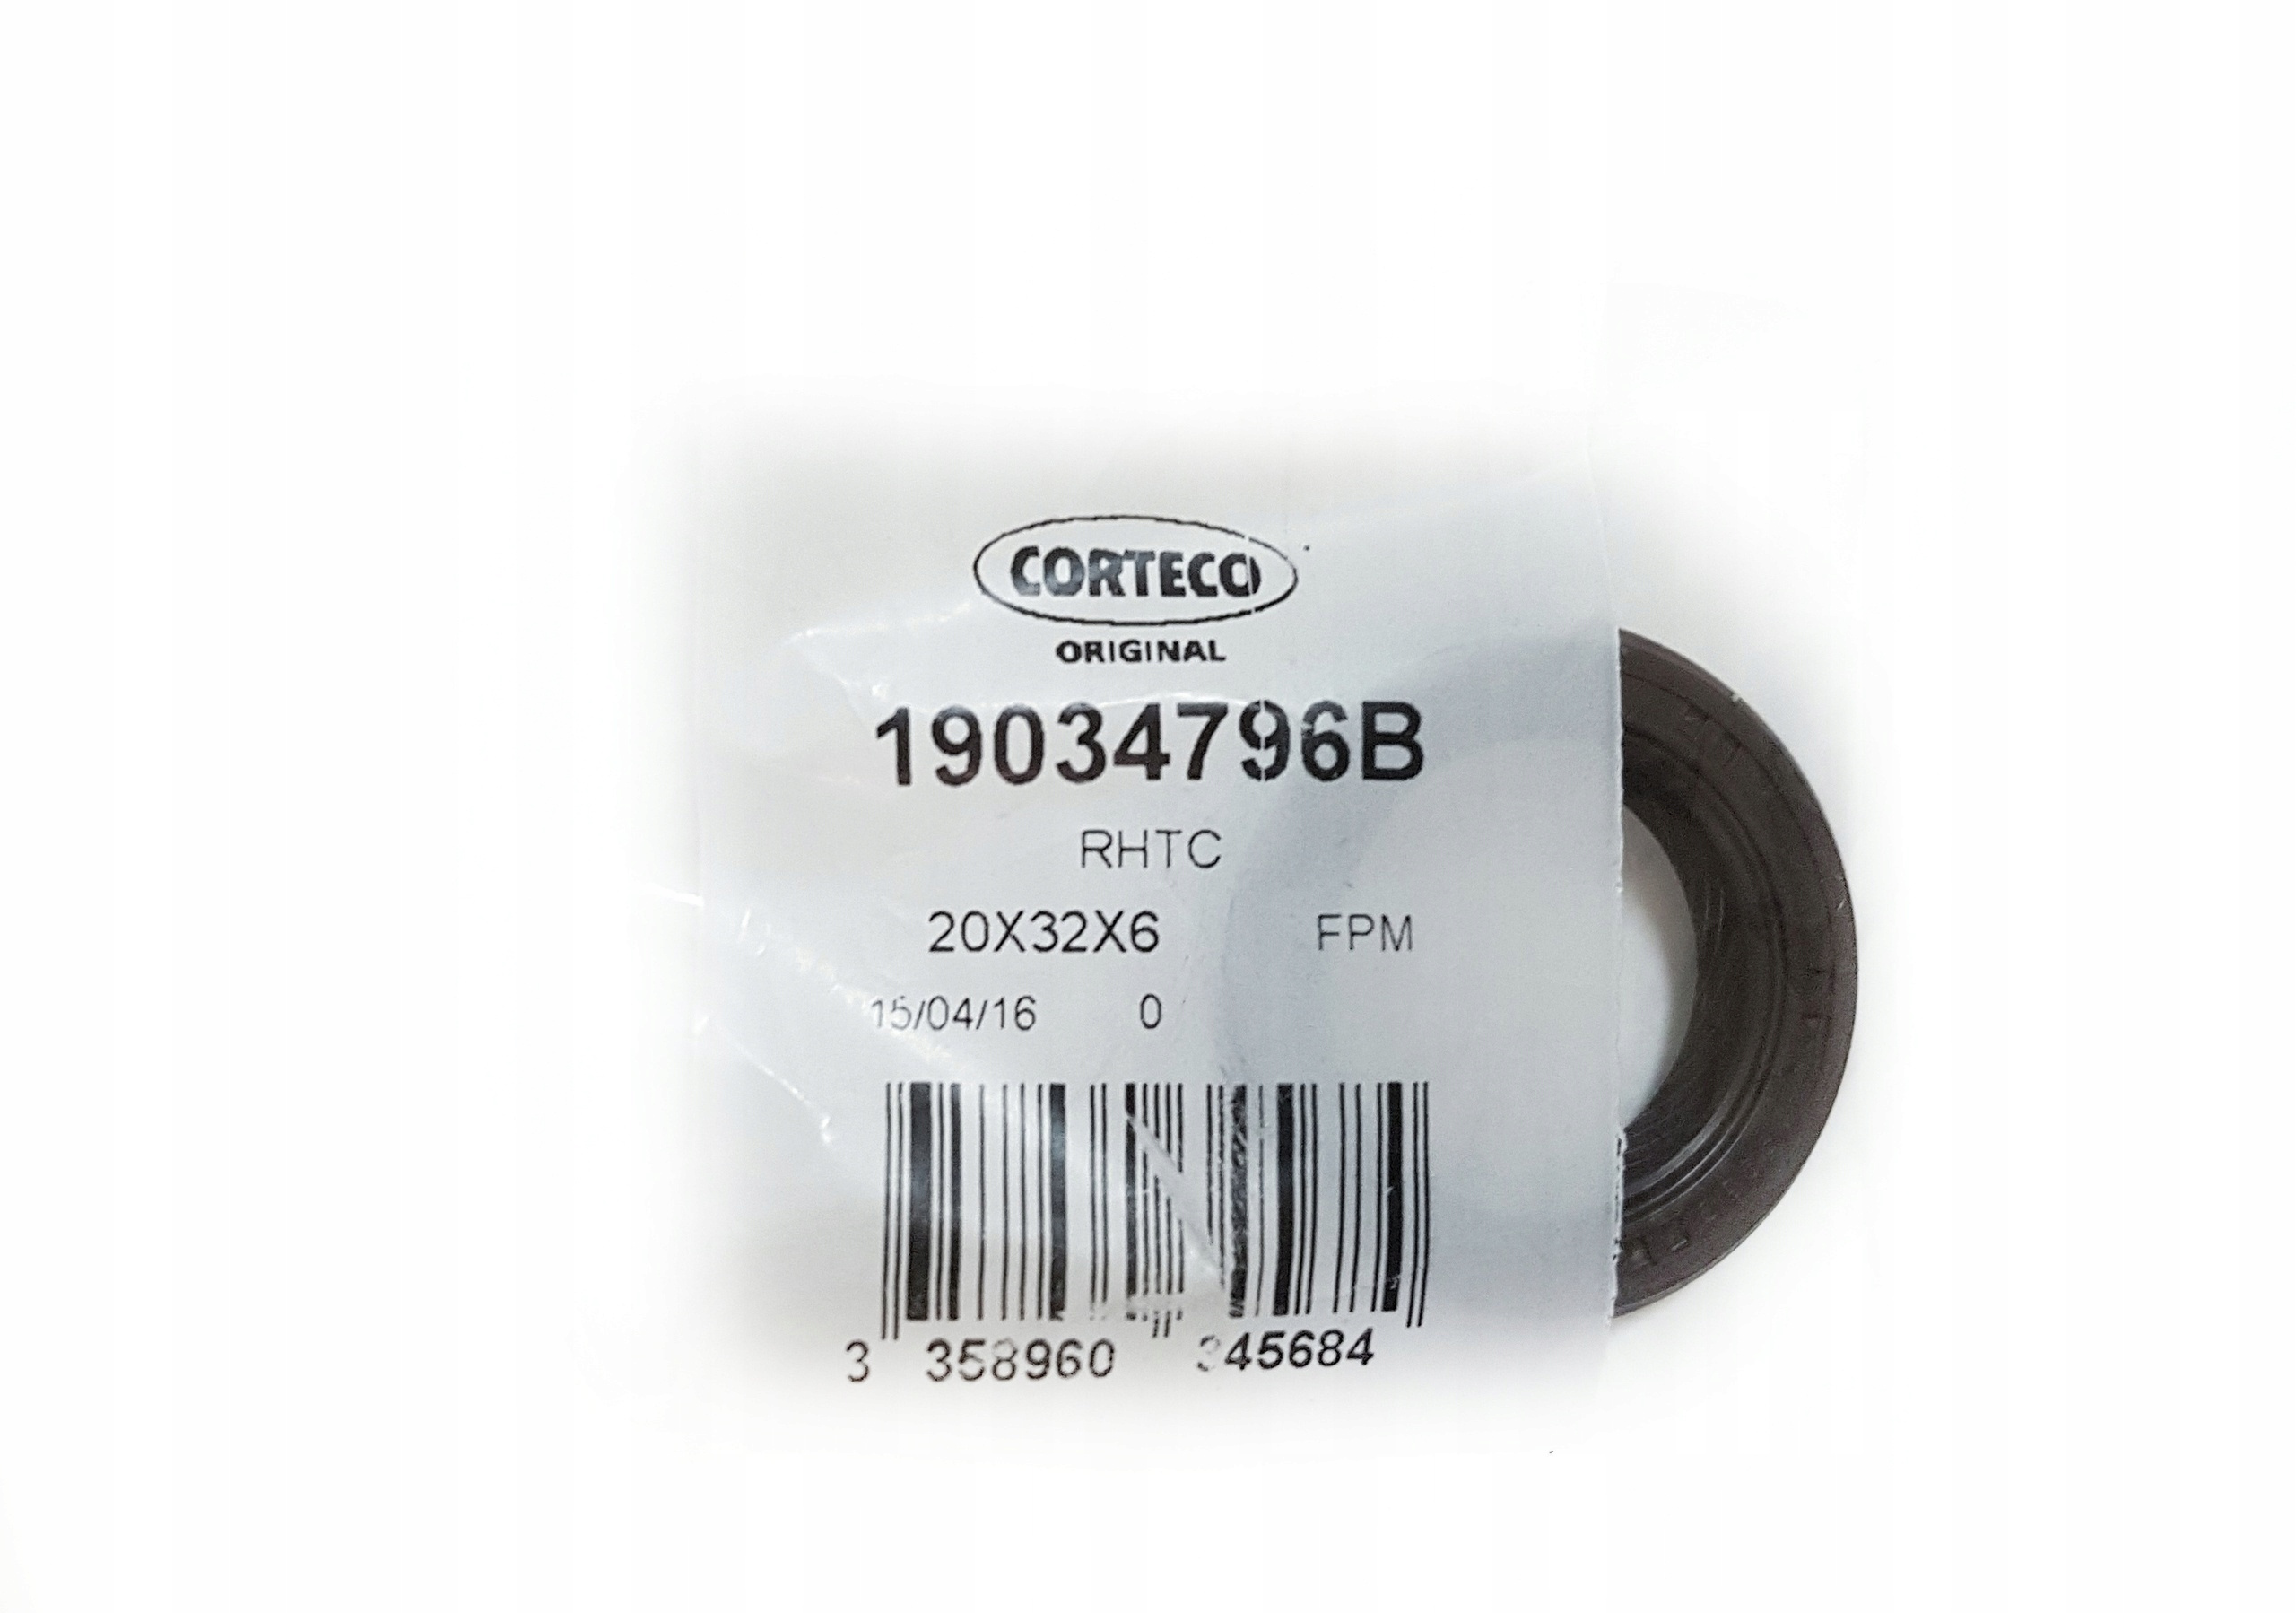 CORTECO
ORIGINAL
19034796B
RHTC
20X32X6 FPM
15/04/16 0
3 358960 345684